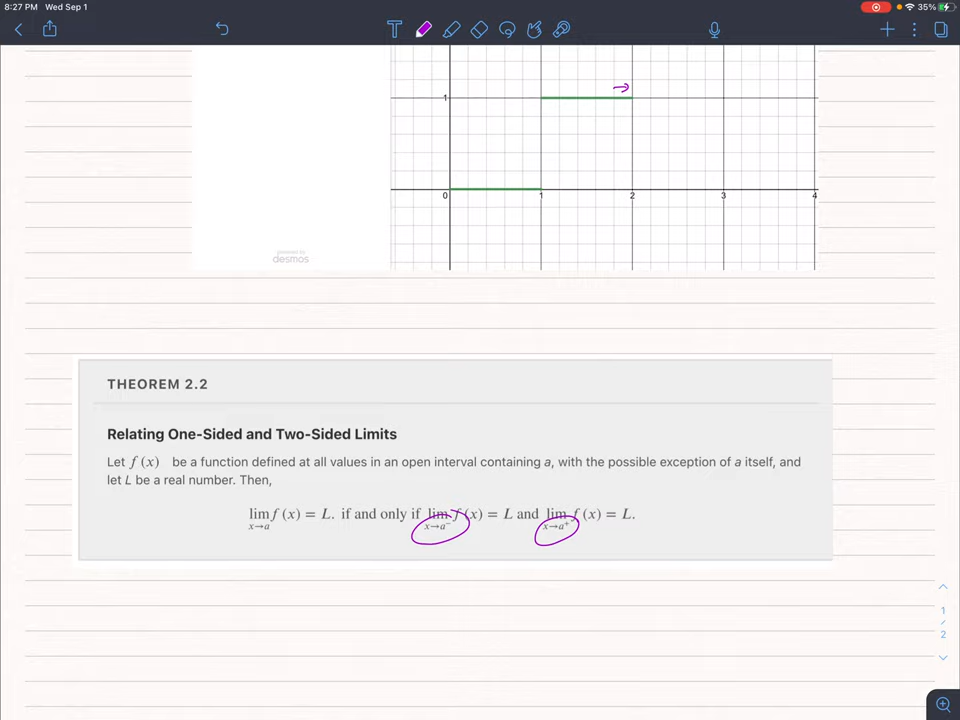 8:27 PM Wed Sep 1
35%
T
1
0 1 2 3 4
powered by
desmos
THEOREM 2.2
Relating One-Sided and Two-Sided Limits
Let f (x) be a function defined at all values in an open interval containing a, with the possible exception of a itself, and
let L be a real number. Then,
lim f (x) = L. if and only if lim f (x) = L and lim f (x) = L.
x→a x→a⁻ x→a⁺
1
/
2